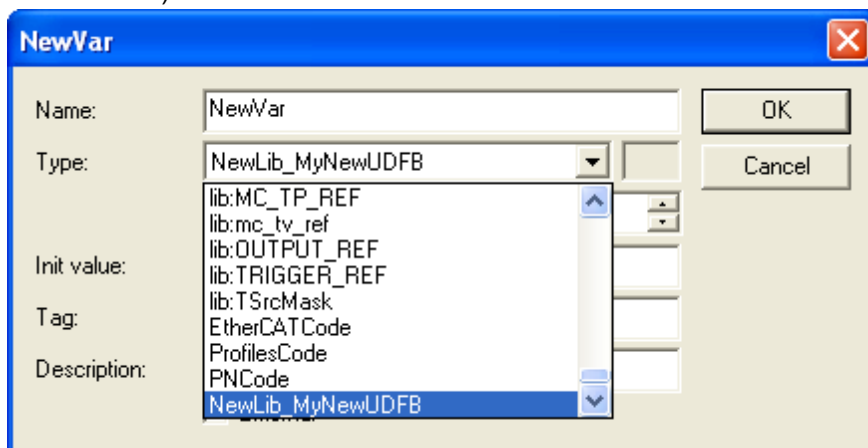 NewVar
Name:
NewVar
OK
Type:
NewLib_MyNewUDFB
Cancel
lib:MC_TP_REF
lib:mc_tv_ref
lib:OUTPUT_REF
Init value:
lib:TRIGGER_REF
lib:TSrcMask
Tag:
EtherCATCode
ProfilesCode
Description:
PNCode
NewLib_MyNewUDFB